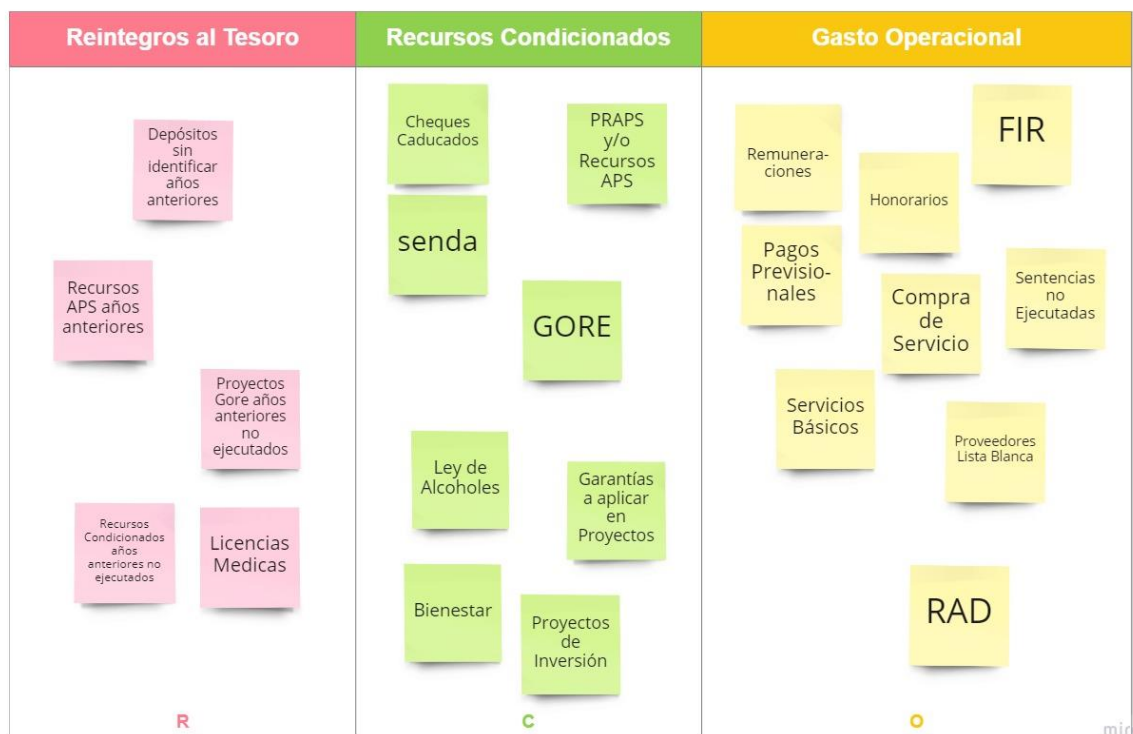 Reintegros al Tesoro
Recursos Condicionados
Gasto Operacional
Depósitos
sin
identificar
años
anteriores
Recursos
APS años
anteriores
Proyectos
Gore años
anteriores
no
ejecutados
Recursos
Condicionados
años
anteriores no
ejecutados
Licencias
Medicas
R
Cheques
Caducados
PRAPS
y/o
Recursos
APS
senda
GORE
Ley de
Alcoholes
Garantías
a aplicar
en
Proyectos
Bienestar
Proyectos
de
Inversión
C
Remunera-
ciones
FIR
Honorarios
Pagos
Previsio-
nales
Compra
de
Servicio
Sentencias
no
Ejecutadas
Servicios
Básicos
Proveedores
Lista Blanca
RAD
O